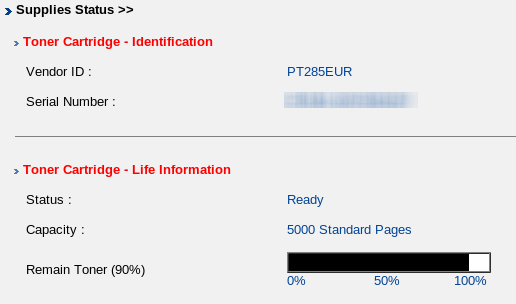 Supplies Status >>
Toner Cartridge - Identification
Vendor ID : PT285EUR
Serial Number :
Toner Cartridge - Life Information
Status : Ready
Capacity : 5000 Standard Pages
Remain Toner (90%)
0% 50% 100%